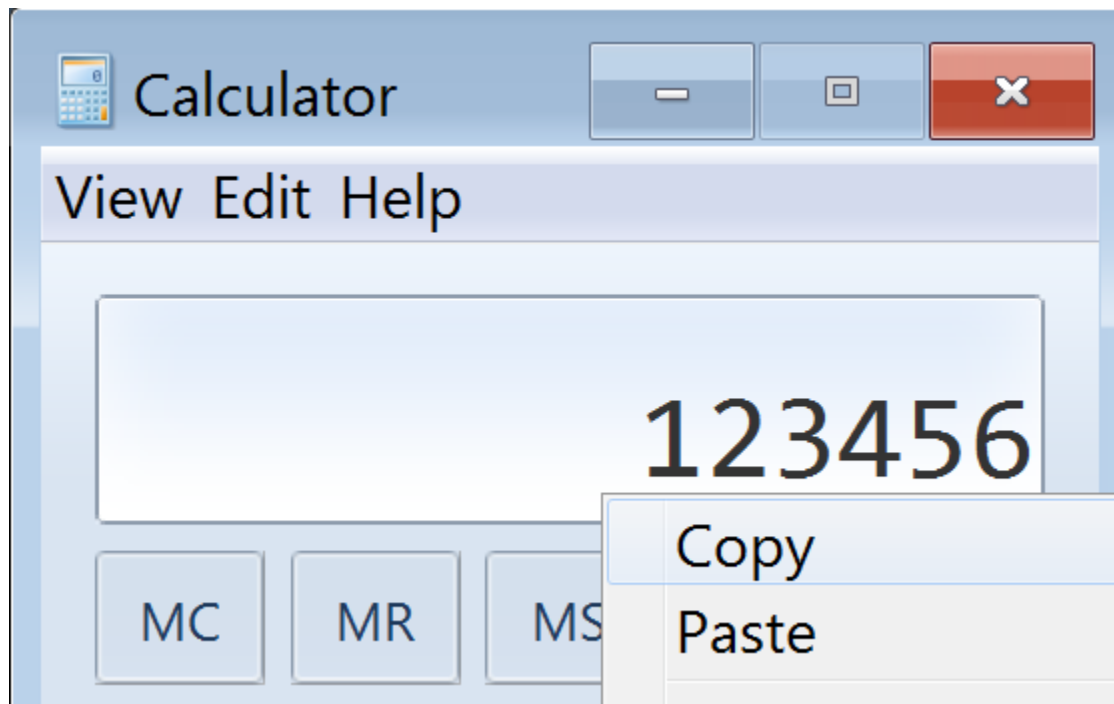 Calculator
View Edit Help
123456
Copy
MC MR MS
Paste